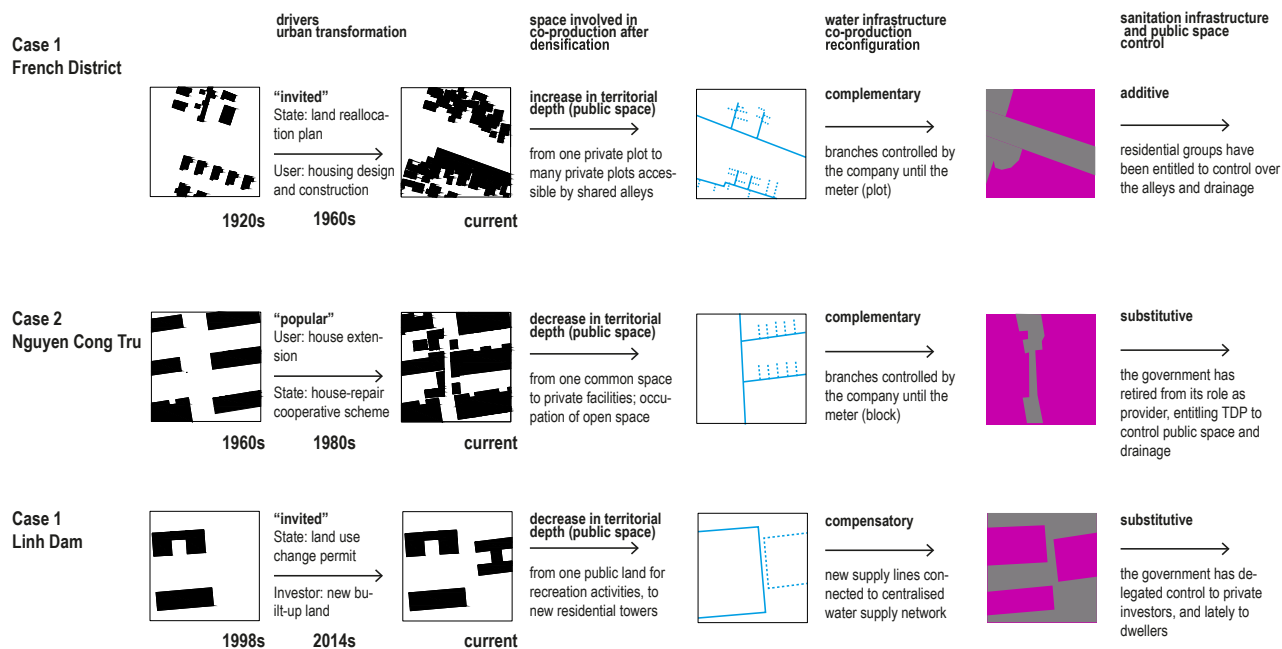 drivers
urban transformation
space involved in
co-production after
densification
water infrastructure
co-production
reconfiguration
sanitation infrastructure
and public space
control
Case 1
French District
“invited”
State: land realloca-
tion plan
User: housing design
and construction
1920s
1960s
current
increase in territorial
depth (public space)
from one private plot to
many private plots acces-
sible by shared alleys
complementary
branches controlled by
the company until the
meter (plot)
additive
residential groups have
been entitled to control over
the alleys and drainage
Case 2
Nguyen Cong Tru
“popular”
User: house exten-
sion
State: house-repair
cooperative scheme
1960s
1980s
current
decrease in territorial
depth (public space)
from one common space
to private facilities; occu-
pation of open space
complementary
branches controlled by
the company until the
meter (block)
substitutive
the government has
retired from its role as
provider, entitling TDP to
control public space and
drainage
Case 1
Linh Dam
“invited”
State: land use
change permit
Investor: new bu-
ilt-up land
1998s
2014s
current
decrease in territorial
depth (public space)
from one public land for
recreation activities, to
new residential towers
compensatory
new supply lines con-
nected to centralised
water supply network
substitutive
the government has de-
legated control to private
investors, and lately to
dwellers